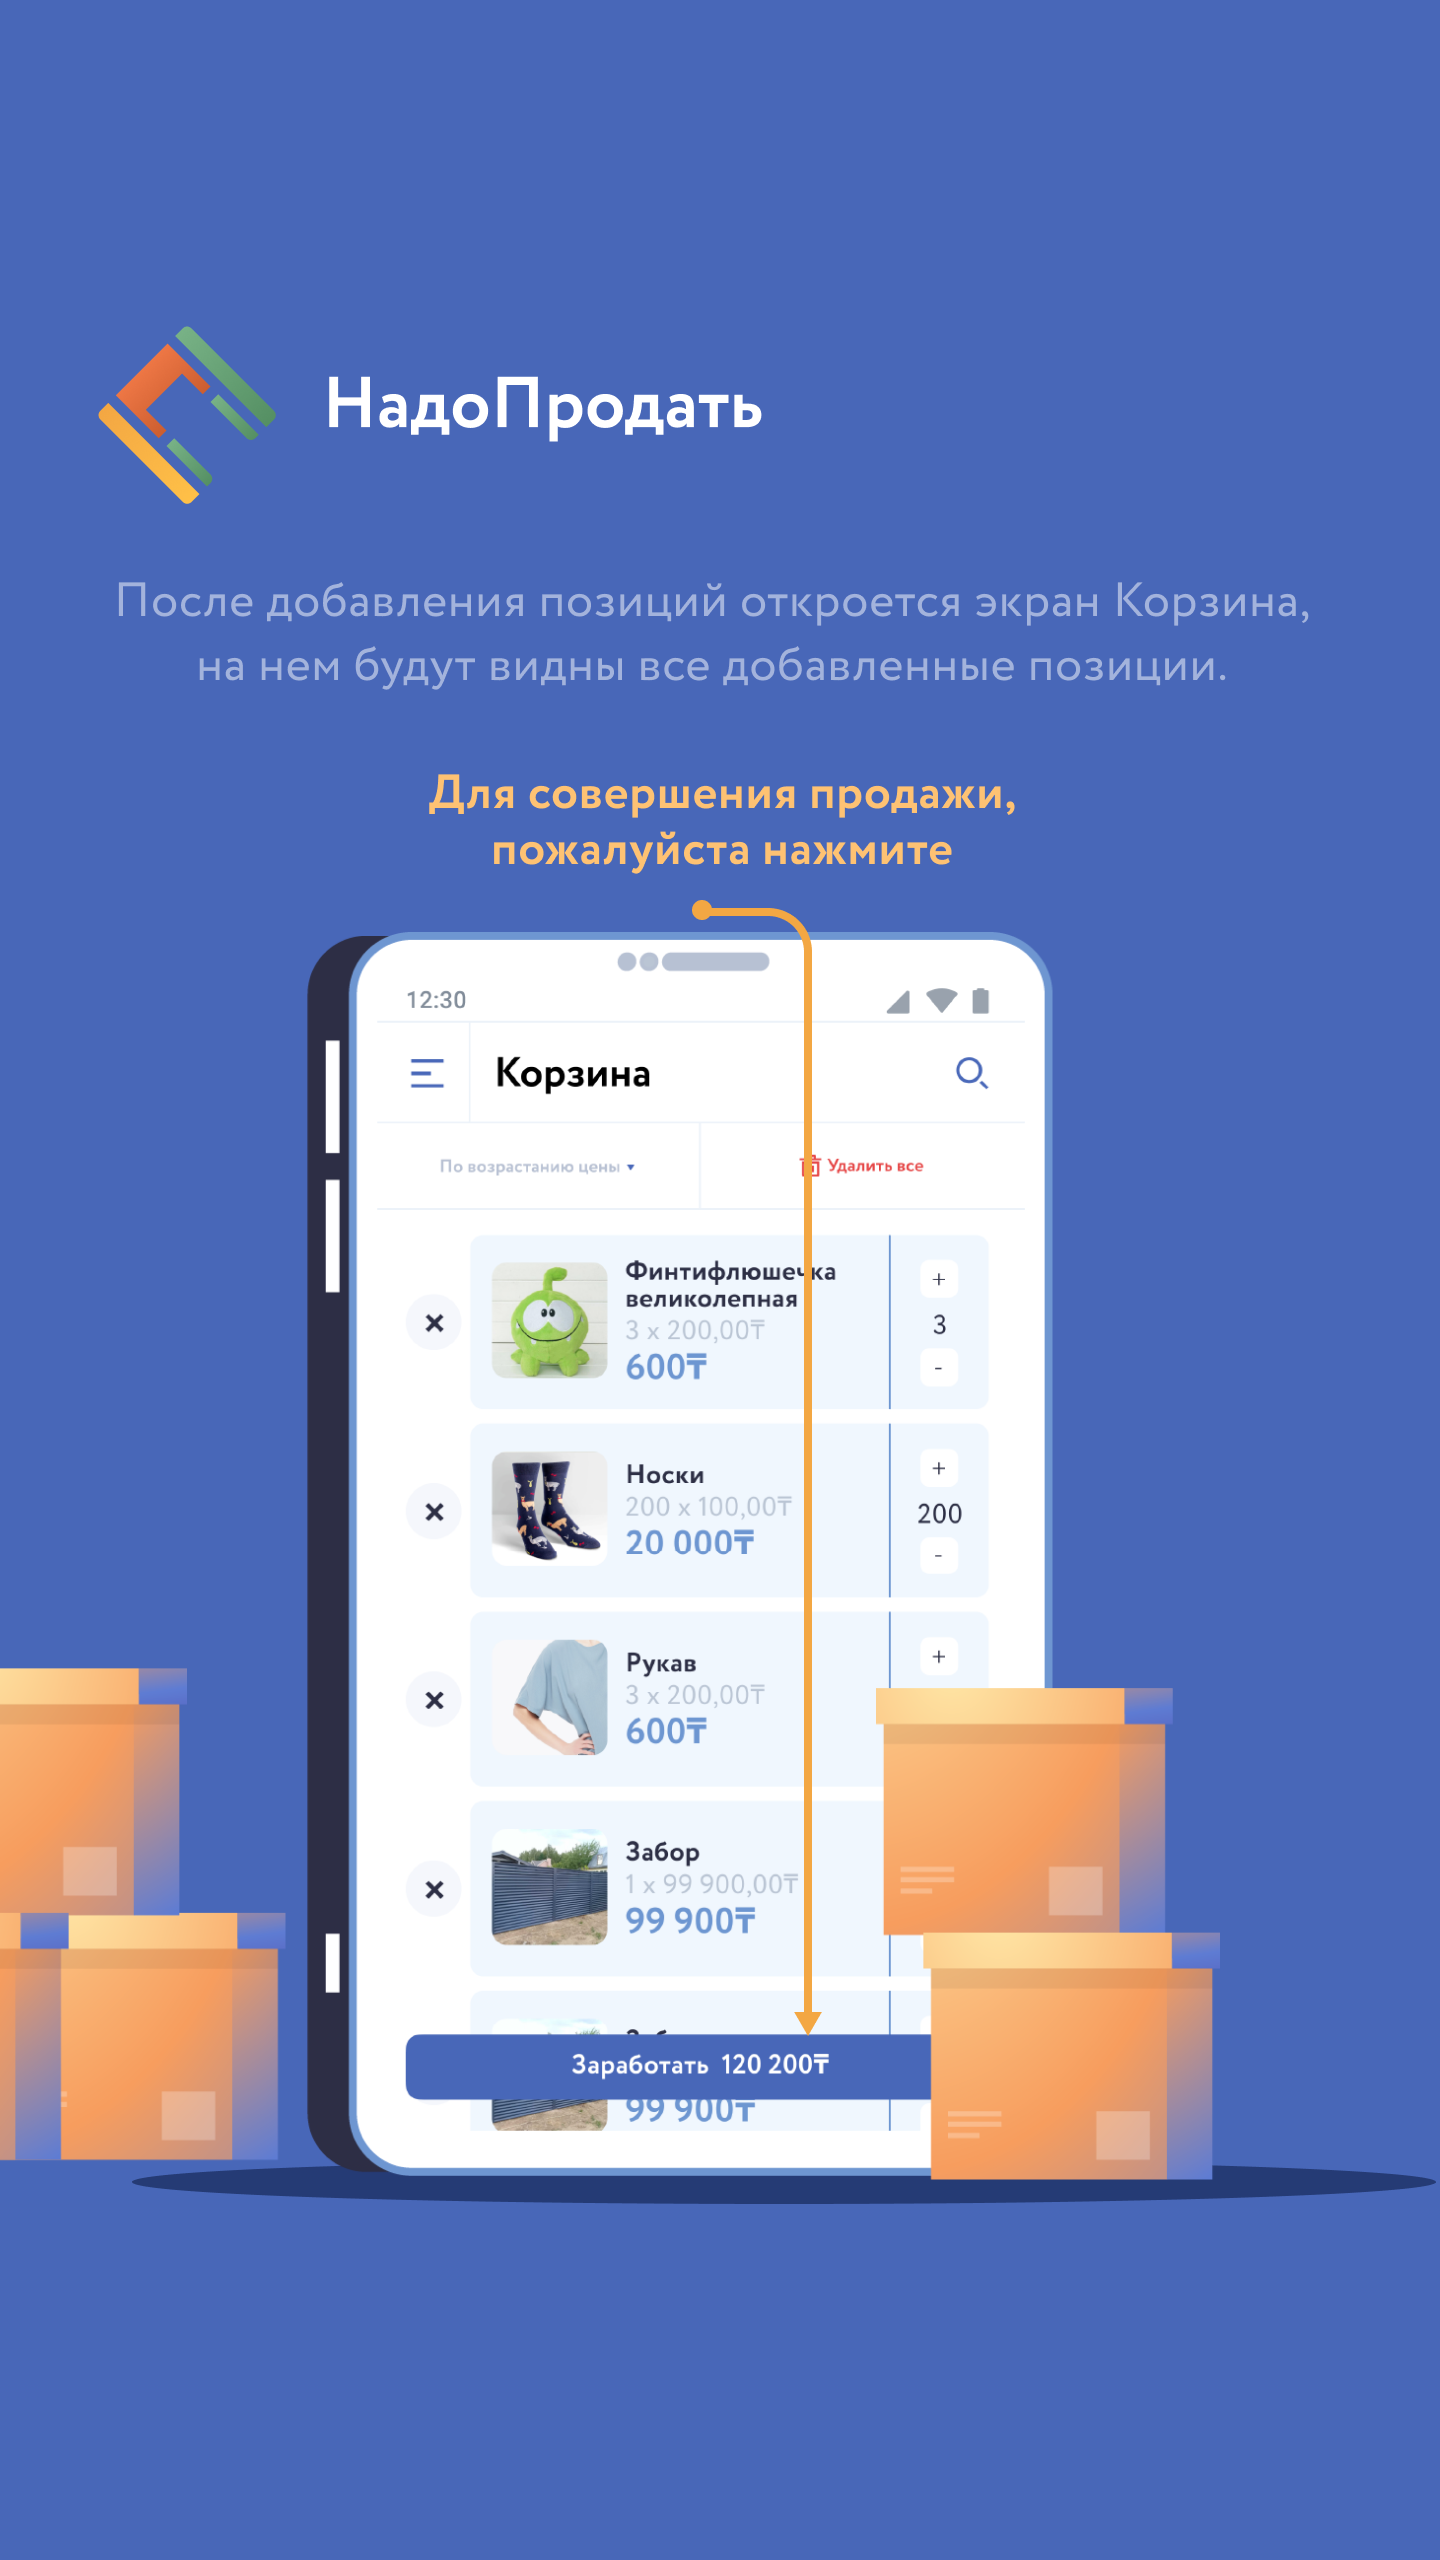 НадоПродать
После добавления позиций откроется экран Корзина,
на нем будут видны все добавленные позиции.
Для совершения продажи,
пожалуйста нажмите
12:30
Корзина
По возрастанию цены
Удалить все
Финтифлюшечка
великолепная
3 x 200,00₸
600₸
+
3
-
Носки
200 x 100,00₸
20 000₸
+
200
-
Рукав
3 x 200,00₸
600₸
+
Забор
1 x 99 900,00₸
99 900₸
Заработать 120 200₸
99 900₸